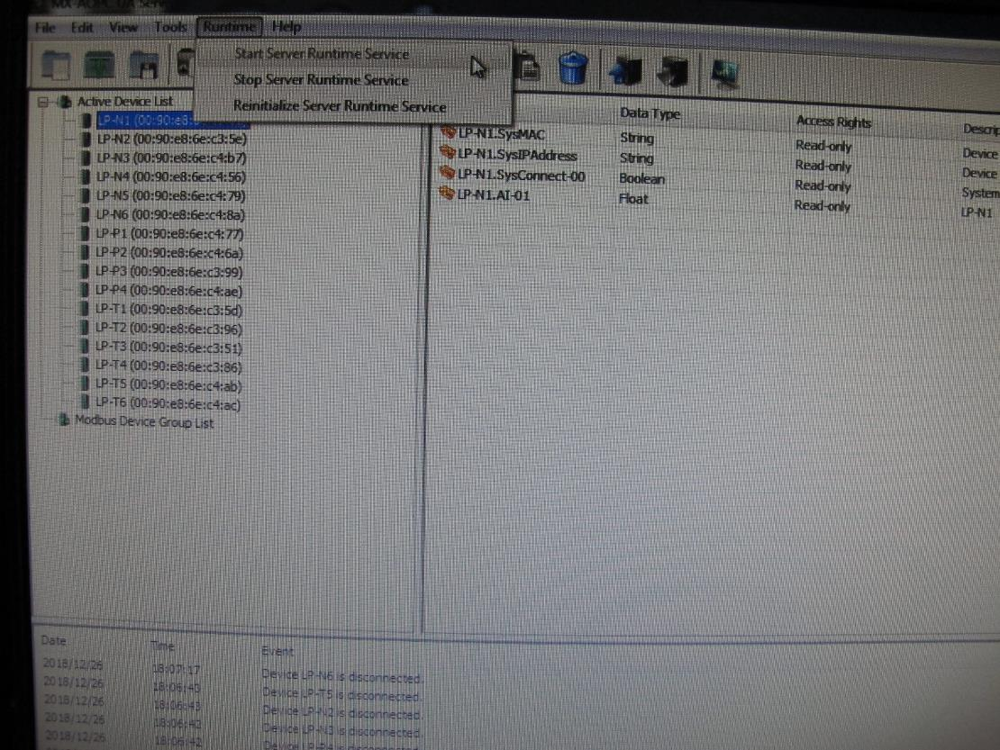 MX-AOPC UA Serv
File Edit View Tools Runtime Help
Start Server Runtime Service
Stop Server Runtime Service
Reinitialize Server Runtime Service
Active Device List
LP-N1 (00:90:e8:
LP-N2 (00:90:e8:6e:c3:5e)
LP-N3 (00:90:e8:6e:c4:b7)
LP-N4 (00:90:e8:6e:c4:56)
LP-N5 (00:90:e8:6e:c4:79)
LP-N6 (00:90:e8:6e:c4:8a)
LP-P1 (00:90:e8:6e:c4:77)
LP-P2 (00:90:e8:6e:c4:6a)
LP-P3 (00:90:e8:6e:c3:99)
LP-P4 (00:90:e8:6e:c4:ae)
LP-T1 (00:90:e8:6e:c3:5d)
LP-T2 (00:90:e8:6e:c3:96)
LP-T3 (00:90:e8:6e:c3:51)
LP-T4 (00:90:e8:6e:c3:86)
LP-T5 (00:90:e8:6e:c4:ab)
LP-T6 (00:90:e8:6e:c4:ac)
Modbus Device Group List
Data Type Access Rights Descrip
LP-N1.SysMAC String Read-only Device
LP-N1.SysIPAddress String Read-only Device
LP-N1.SysConnect-00 Boolean Read-only System
LP-N1.AI-01 Float Read-only LP-N1
Date Time Event
2018/12/26 18:07:17 Device LP-N6 is disconnected.
2018/12/26 18:06:43 Device LP-T5 is disconnected.
2018/12/26 18:06:43 Device LP-N2 is disconnected.
2018/12/26 18:06:42 Device LP-N3 is disconnected.
2018/12/26 18:06:42 Device is disconnected.